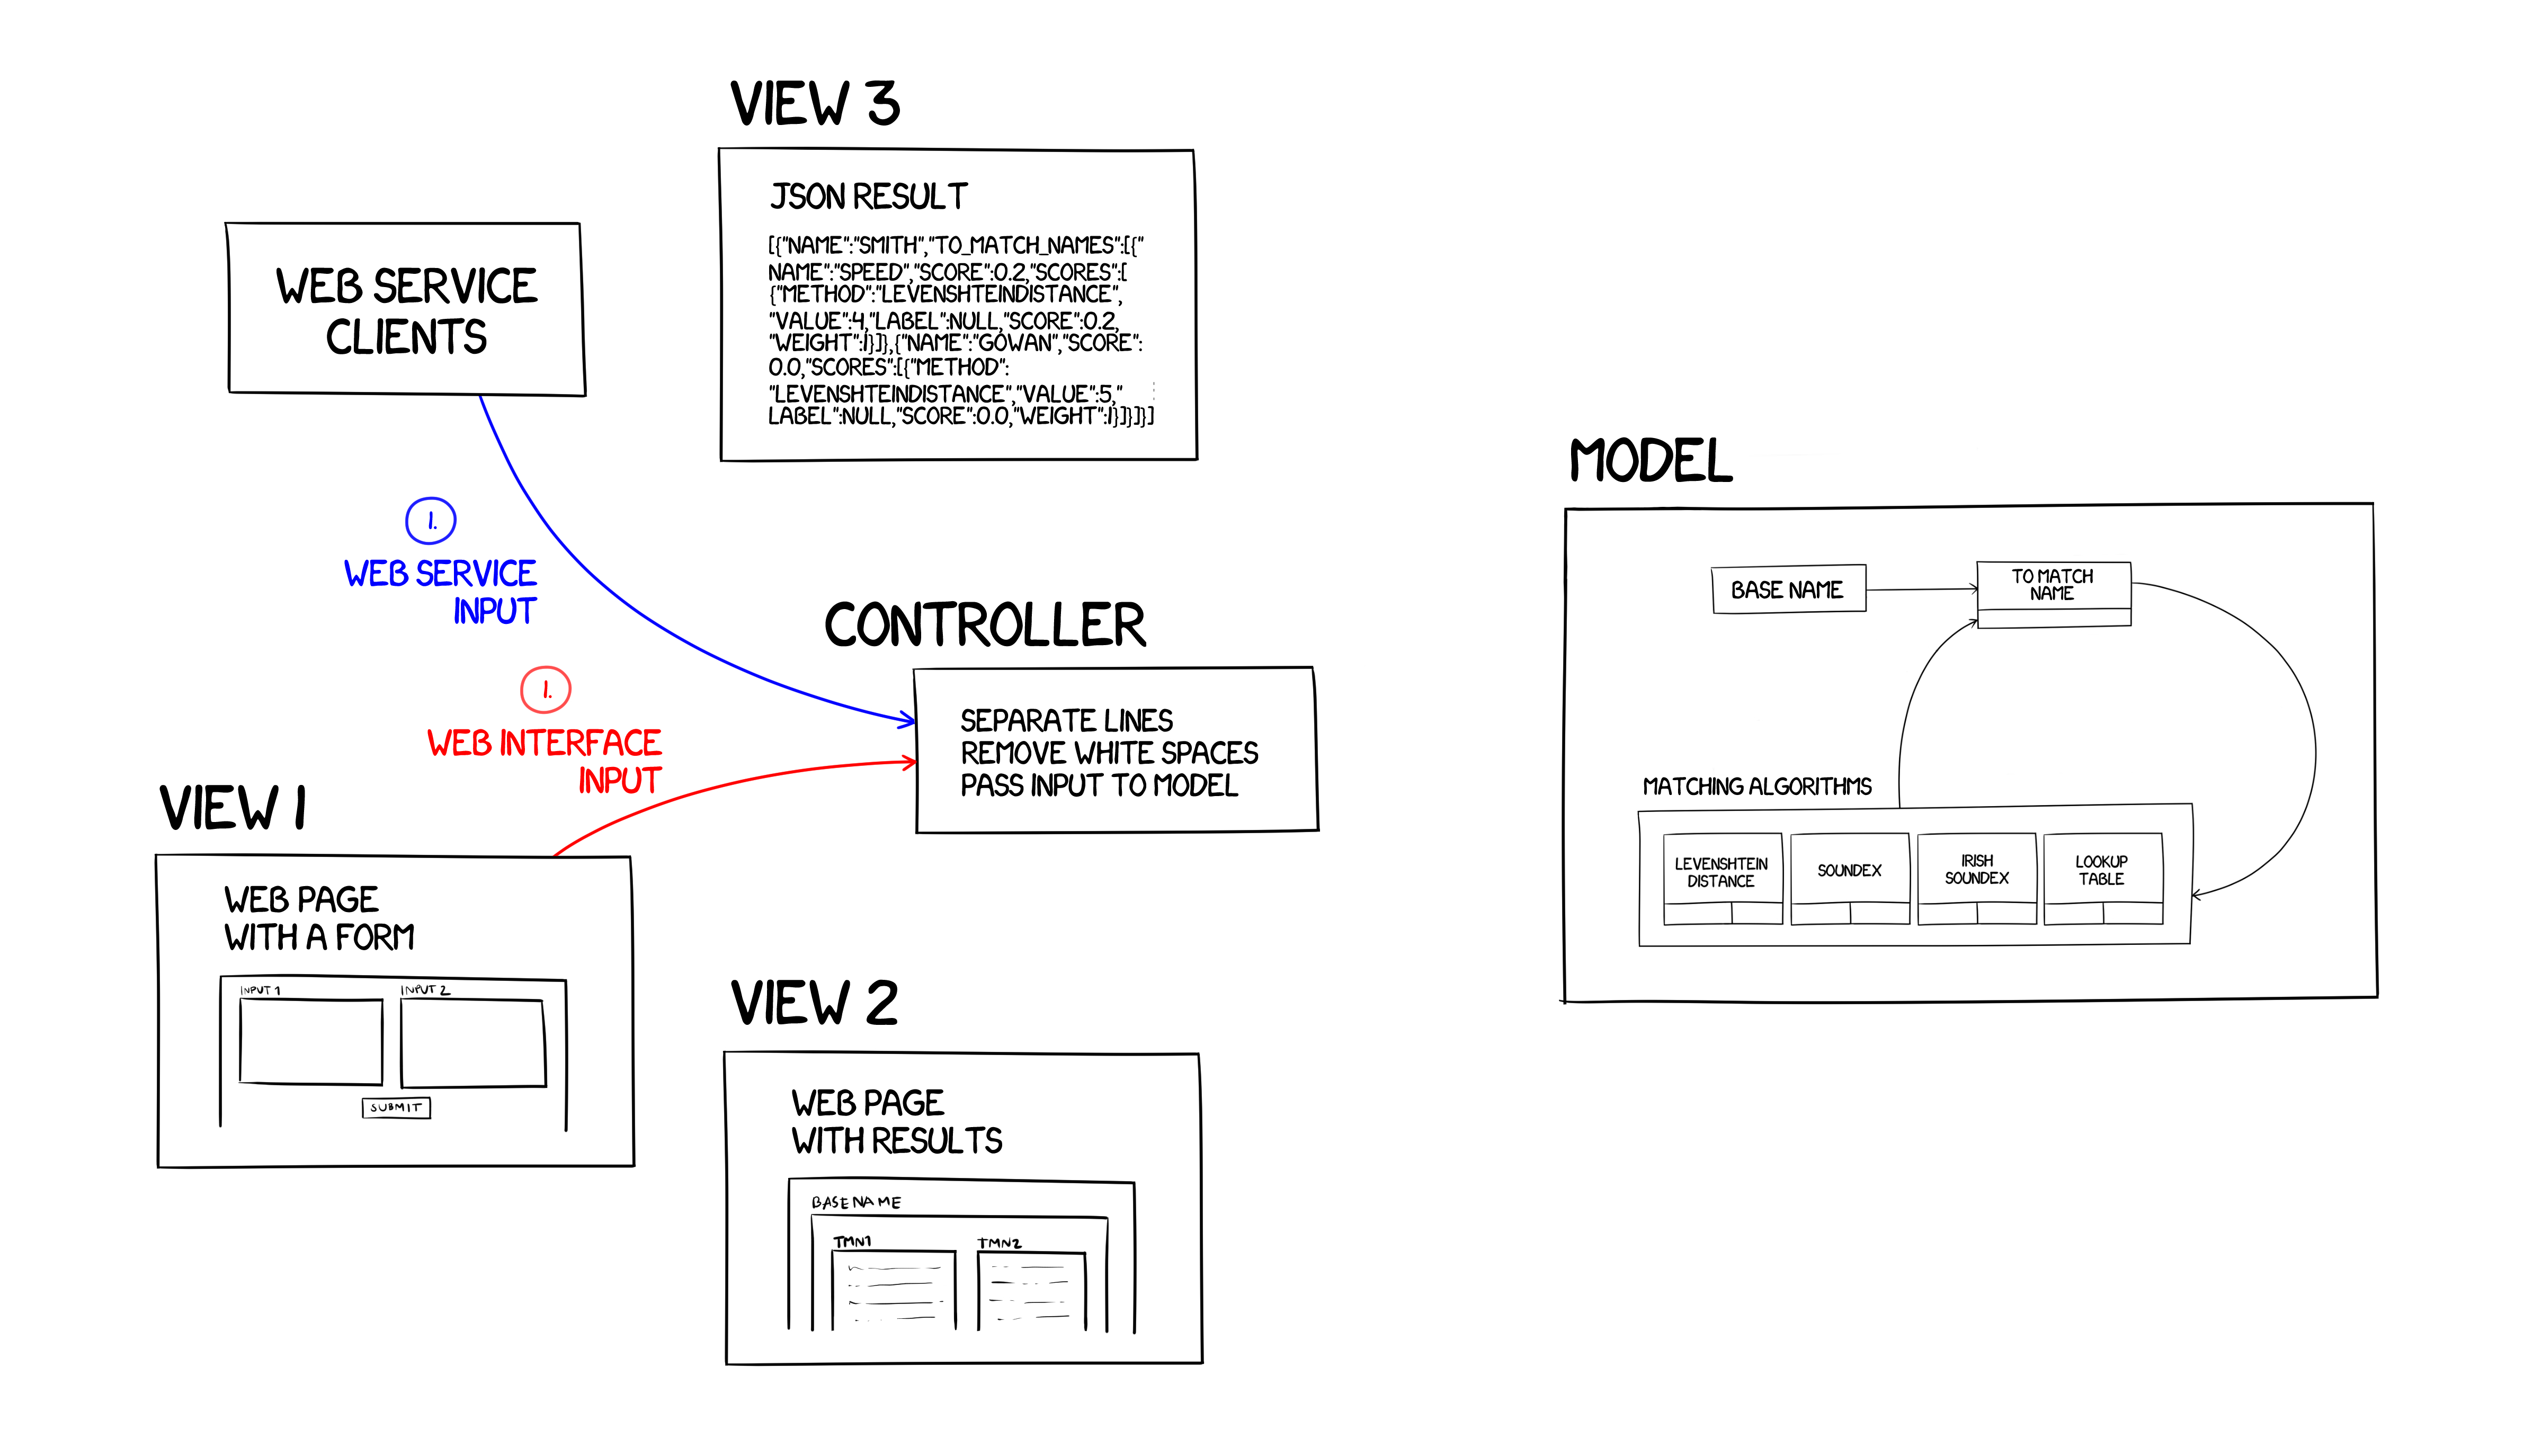 VIEW 3
JSON RESULT
[{"NAME":"SMITH","TO_MATCH_NAMES":[{"
NAME":"SPEED","SCORE":0.2,"SCORES":[
{"METHOD":"LEVENSHTEINDISTANCE",
"VALUE":4,"LABEL":NULL,"SCORE":0.2,
"WEIGHT":1}]},{"NAME":"GOWAN","SCORE":
0.0,"SCORES":[{"METHOD":
"LEVENSHTEINDISTANCE","VALUE":5,"
LABEL":NULL,"SCORE":0.0,"WEIGHT":1}]}]}]
WEB SERVICE
CLIENTS
1.
WEB SERVICE
INPUT
1.
WEB INTERFACE
INPUT
CONTROLLER
SEPARATE LINES
REMOVE WHITE SPACES
PASS INPUT TO MODEL
VIEW 1
WEB PAGE
WITH A FORM
INPUT 1
INPUT 2
SUBMIT
VIEW 2
WEB PAGE
WITH RESULTS
BASE NAME
TMN1
TMN2
MODEL
BASE NAME
TO MATCH
NAME
MATCHING ALGORITHMS
LEVENSHTEIN
DISTANCE
SOUNDEX
IRISH
SOUNDEX
LOOKUP
TABLE